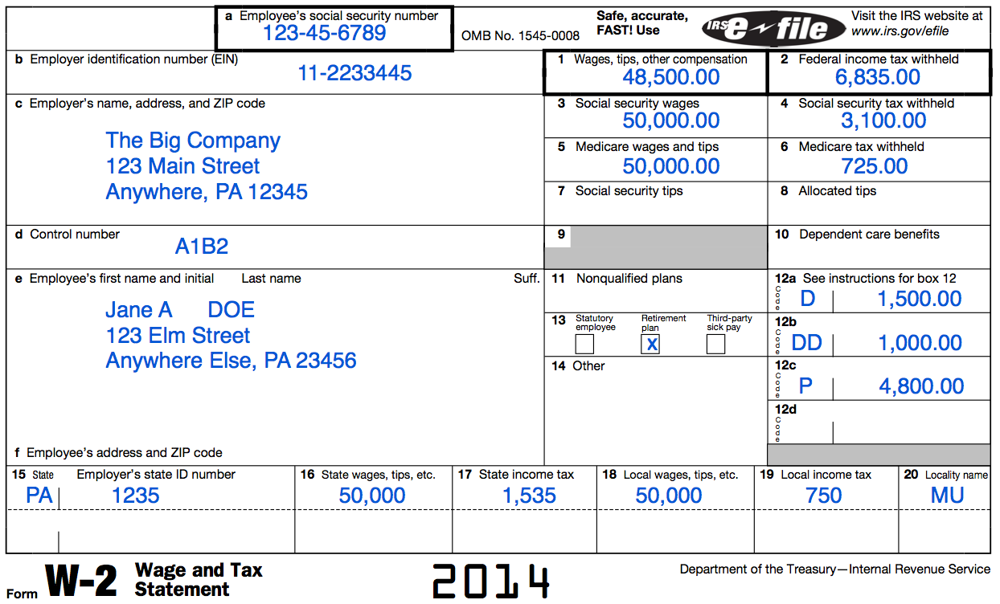 a Employee's social security number
123-45-6789
OMB No. 1545-0008
Safe, accurate,
FAST! Use
IRS e file
Visit the IRS website at
www.irs.gov/efile
b Employer identification number (EIN)
11-2233445
1 Wages, tips, other compensation
48,500.00
2 Federal income tax withheld
6,835.00
c Employer's name, address, and ZIP code
The Big Company
123 Main Street
Anywhere, PA 12345
3 Social security wages
50,000.00
4 Social security tax withheld
3,100.00
5 Medicare wages and tips
50,000.00
6 Medicare tax withheld
725.00
7 Social security tips
8 Allocated tips
d Control number
A1B2
9
10 Dependent care benefits
e Employee's first name and initial Last name Suff.
Jane A DOE
123 Elm Street
Anywhere Else, PA 23456
11 Nonqualified plans
12a See instructions for box 12
Code D 1,500.00
13 Statutory employee
Retirement plan
Third-party sick pay
X
12b
Code DD 1,000.00
14 Other
12c
Code P 4,800.00
12d
Code
f Employee's address and ZIP code
15 State Employer's state ID number
PA 1235
16 State wages, tips, etc.
50,000
17 State income tax
1,535
18 Local wages, tips, etc.
50,000
19 Local income tax
750
20 Locality name
MU
Form W-2 Wage and Tax
Statement
2014
Department of the Treasury—Internal Revenue Service